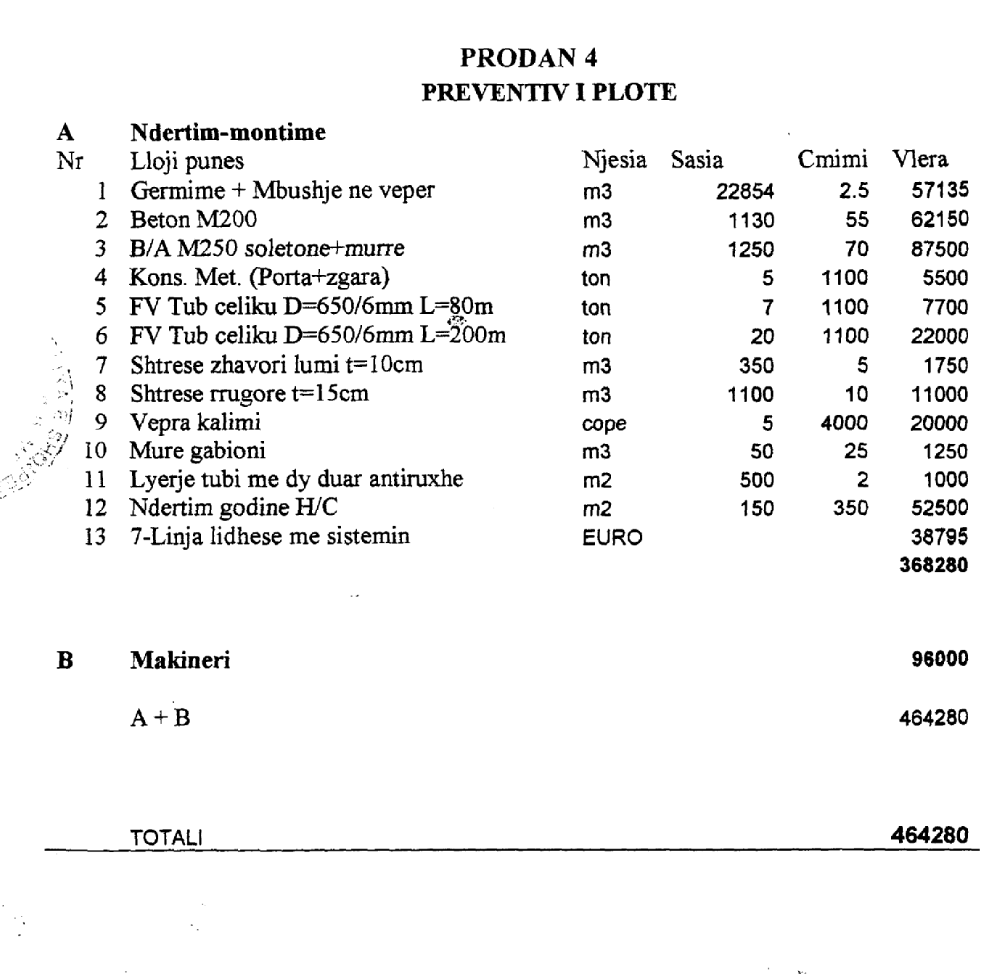 PRODAN 4
PREVENTIV I PLOTE
A Ndertim-montime
Nr Lloji punes Njesia Sasia Cmimi Vlera
1 Germime + Mbushje ne veper m3 22854 2.5 57135
2 Beton M200 m3 1130 55 62150
3 B/A M250 soletone+murre m3 1250 70 87500
4 Kons. Met. (Porta+zgara) ton 5 1100 5500
5 FV Tub celiku D=650/6mm L=80m ton 7 1100 7700
6 FV Tub celiku D=650/6mm L=200m ton 20 1100 22000
7 Shtrese zhavori lumi t=10cm m3 350 5 1750
8 Shtrese rrugore t=15cm m3 1100 10 11000
9 Vepra kalimi cope 5 4000 20000
10 Mure gabioni m3 50 25 1250
11 Lyerje tubi me dy duar antiruxhe m2 500 2 1000
12 Ndertim godine H/C m2 150 350 52500
13 7-Linja lidhese me sistemin EURO 38795
368280
B Makineri 96000
A + B 464280
TOTALI 464280